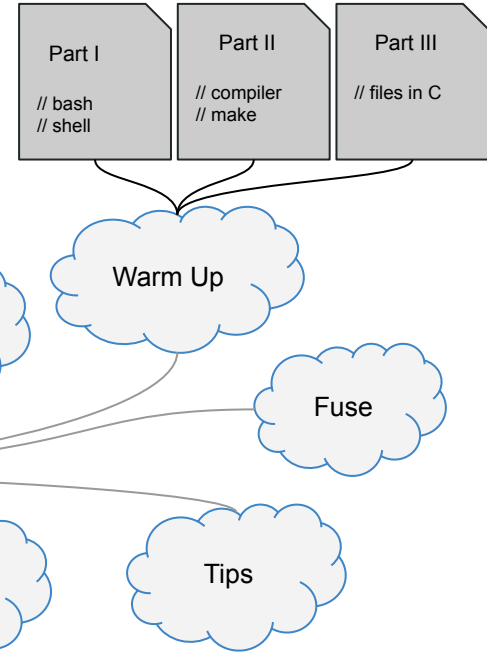 Part I
// bash
// shell
Part II
// compiler
// make
Part III
// files in C
Warm Up
Fuse
Tips